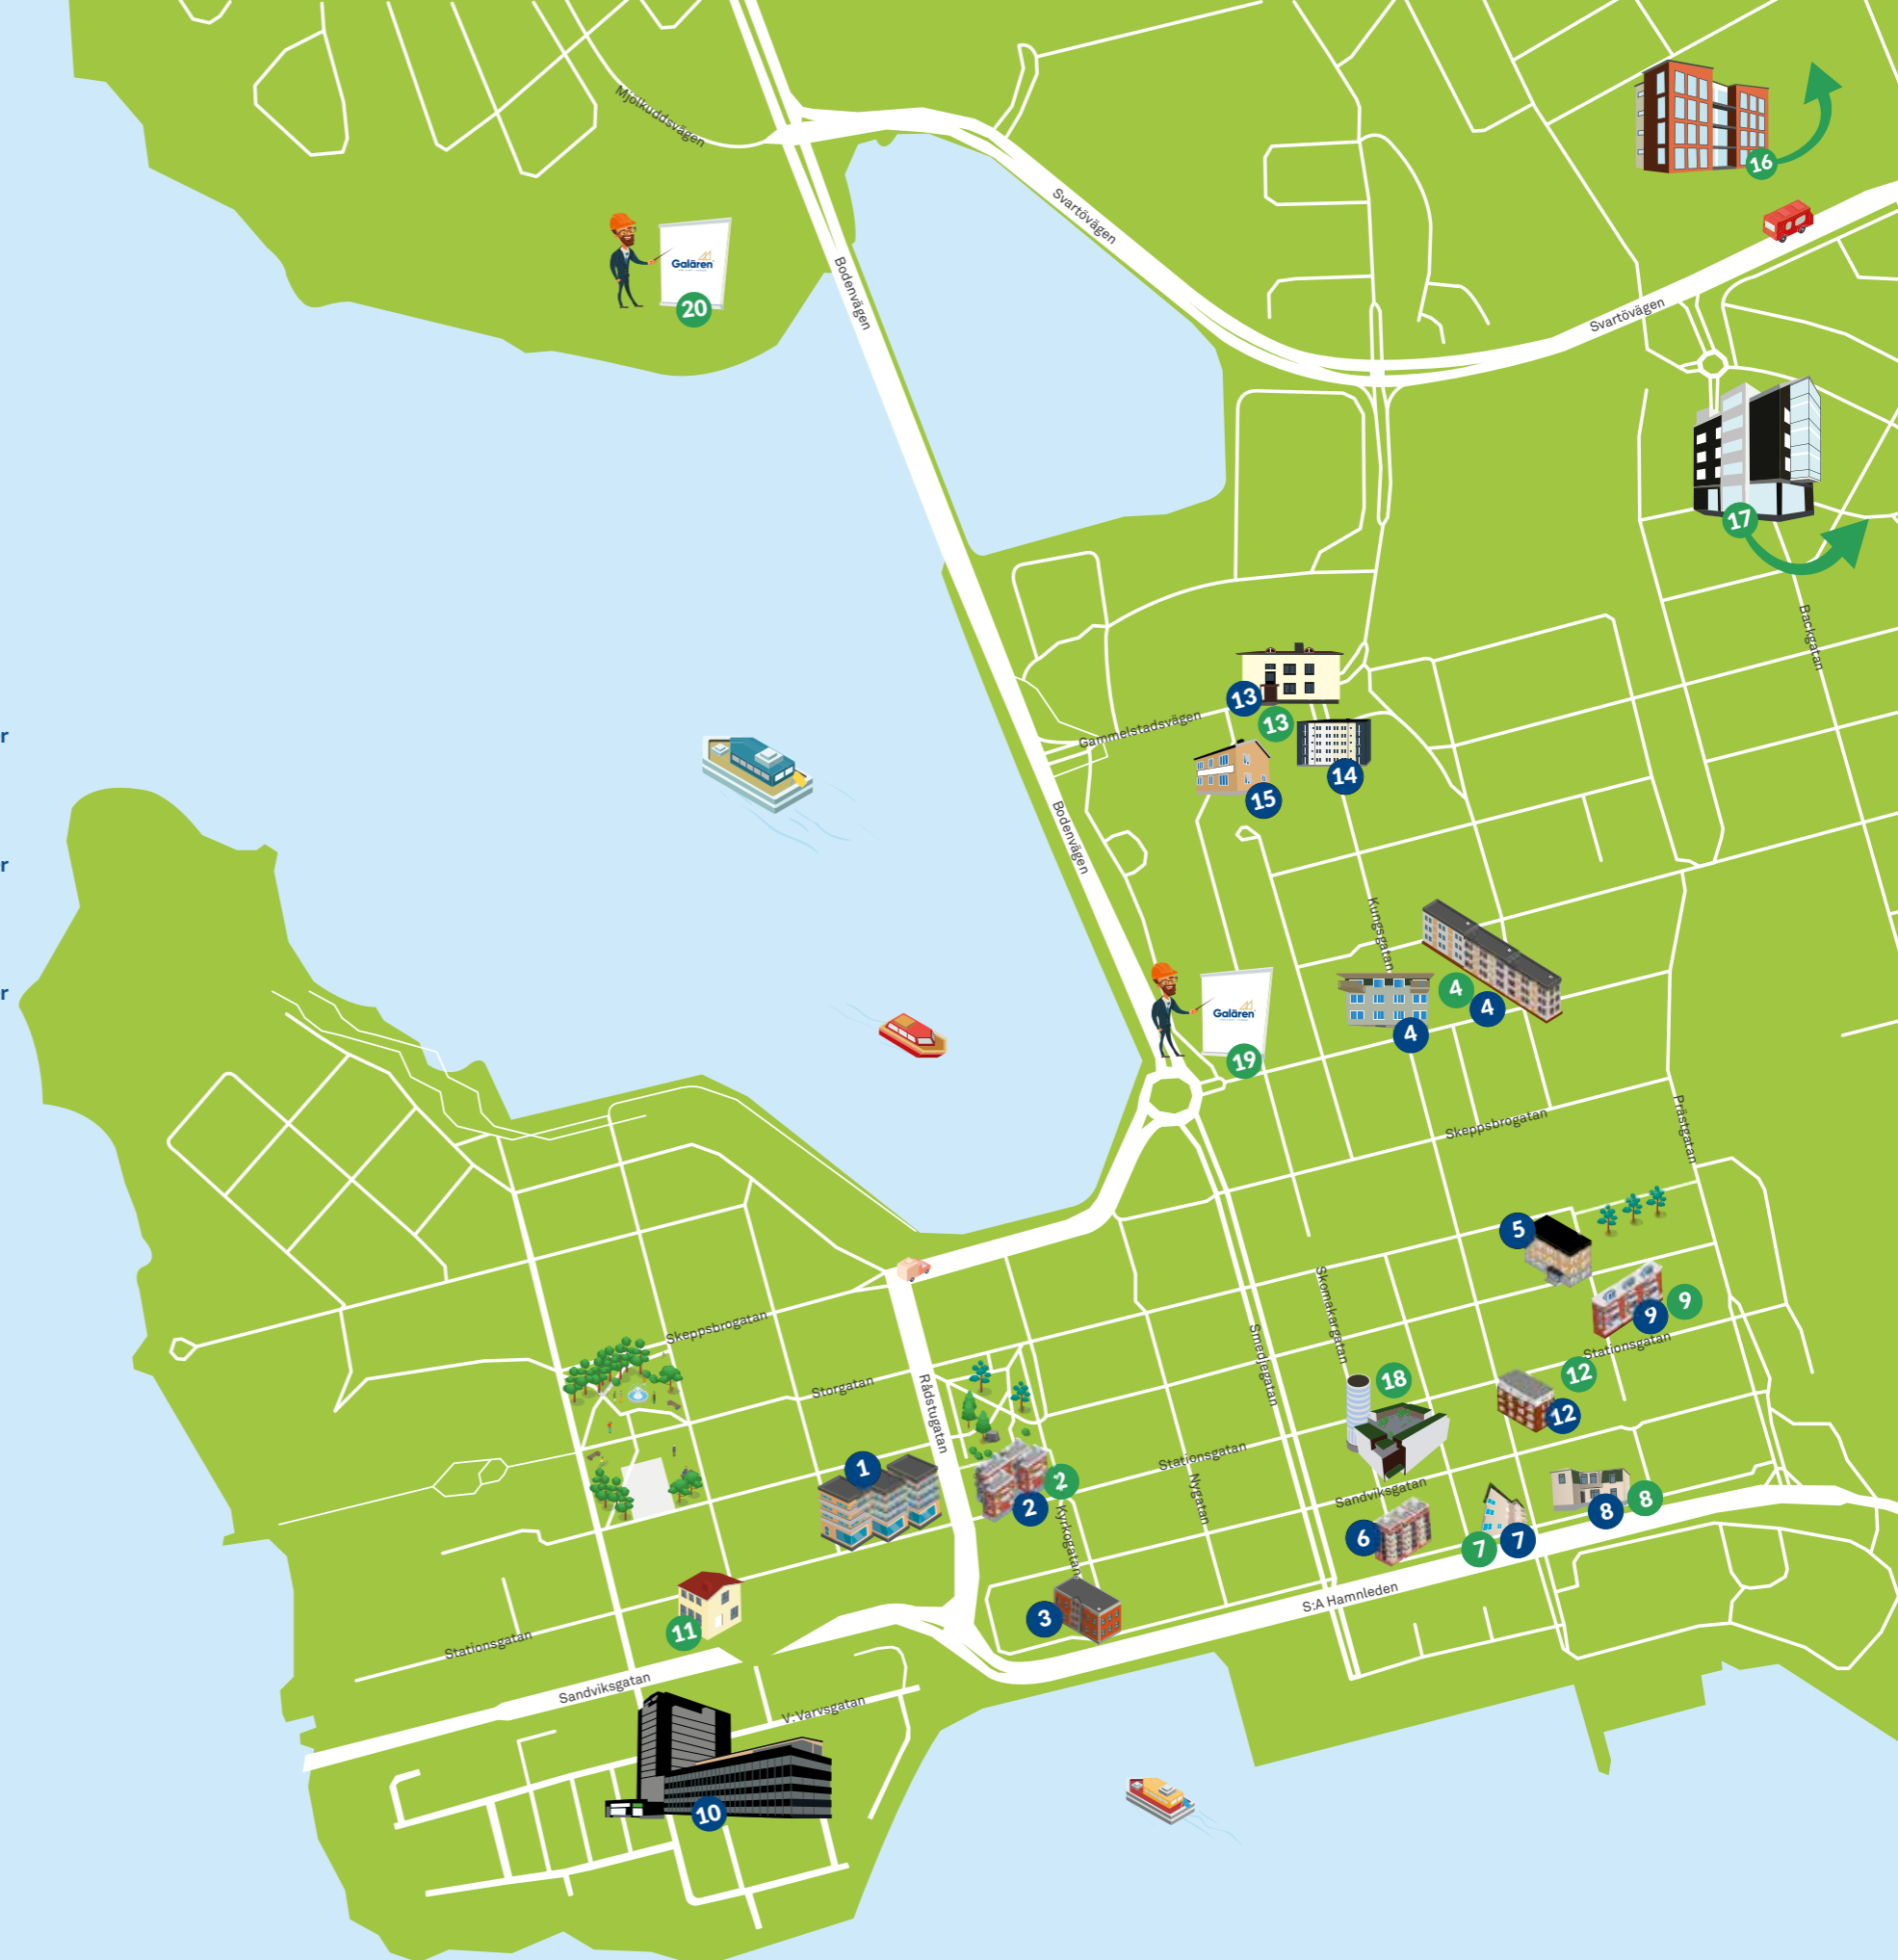 Mjölkuddsvägen
16
Svartövägen
Galären
20
Bodenvägen
Svartövägen
17
Backgatan
13
13
Gammelstadsvägen
r
14
15
Bodenvägen
r
Kungsgatan
4
4
r
Galären
4
19
Skeppsbrogatan
Prästgatan
5
9
9
Skomakargatan
Smedjegatan
Skeppsbrogatan
Stationsgatan
12
18
Storgatan
Rådstugatan
12
Stationsgatan
1
2
2
Nygatan
Sandviksgatan
8
8
Kyrkogatan
6
7
7
S:A Hamnleden
3
11
Stationsgatan
Sandviksgatan
V:Varvsgatan
10